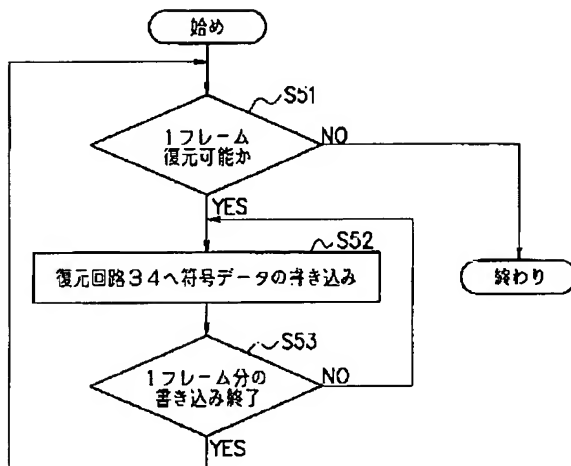 始め
S51
1フレーム
復元可能か
NO
YES
S52
復元回路34へ符号データの書き込み
終わり
S53
1フレーム分の
書き込み終了
NO
YES